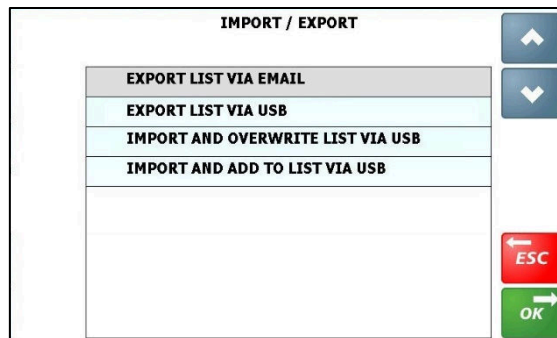 IMPORT / EXPORT
EXPORT LIST VIA EMAIL
EXPORT LIST VIA USB
IMPORT AND OVERWRITE LIST VIA USB
IMPORT AND ADD TO LIST VIA USB
ESC
OK